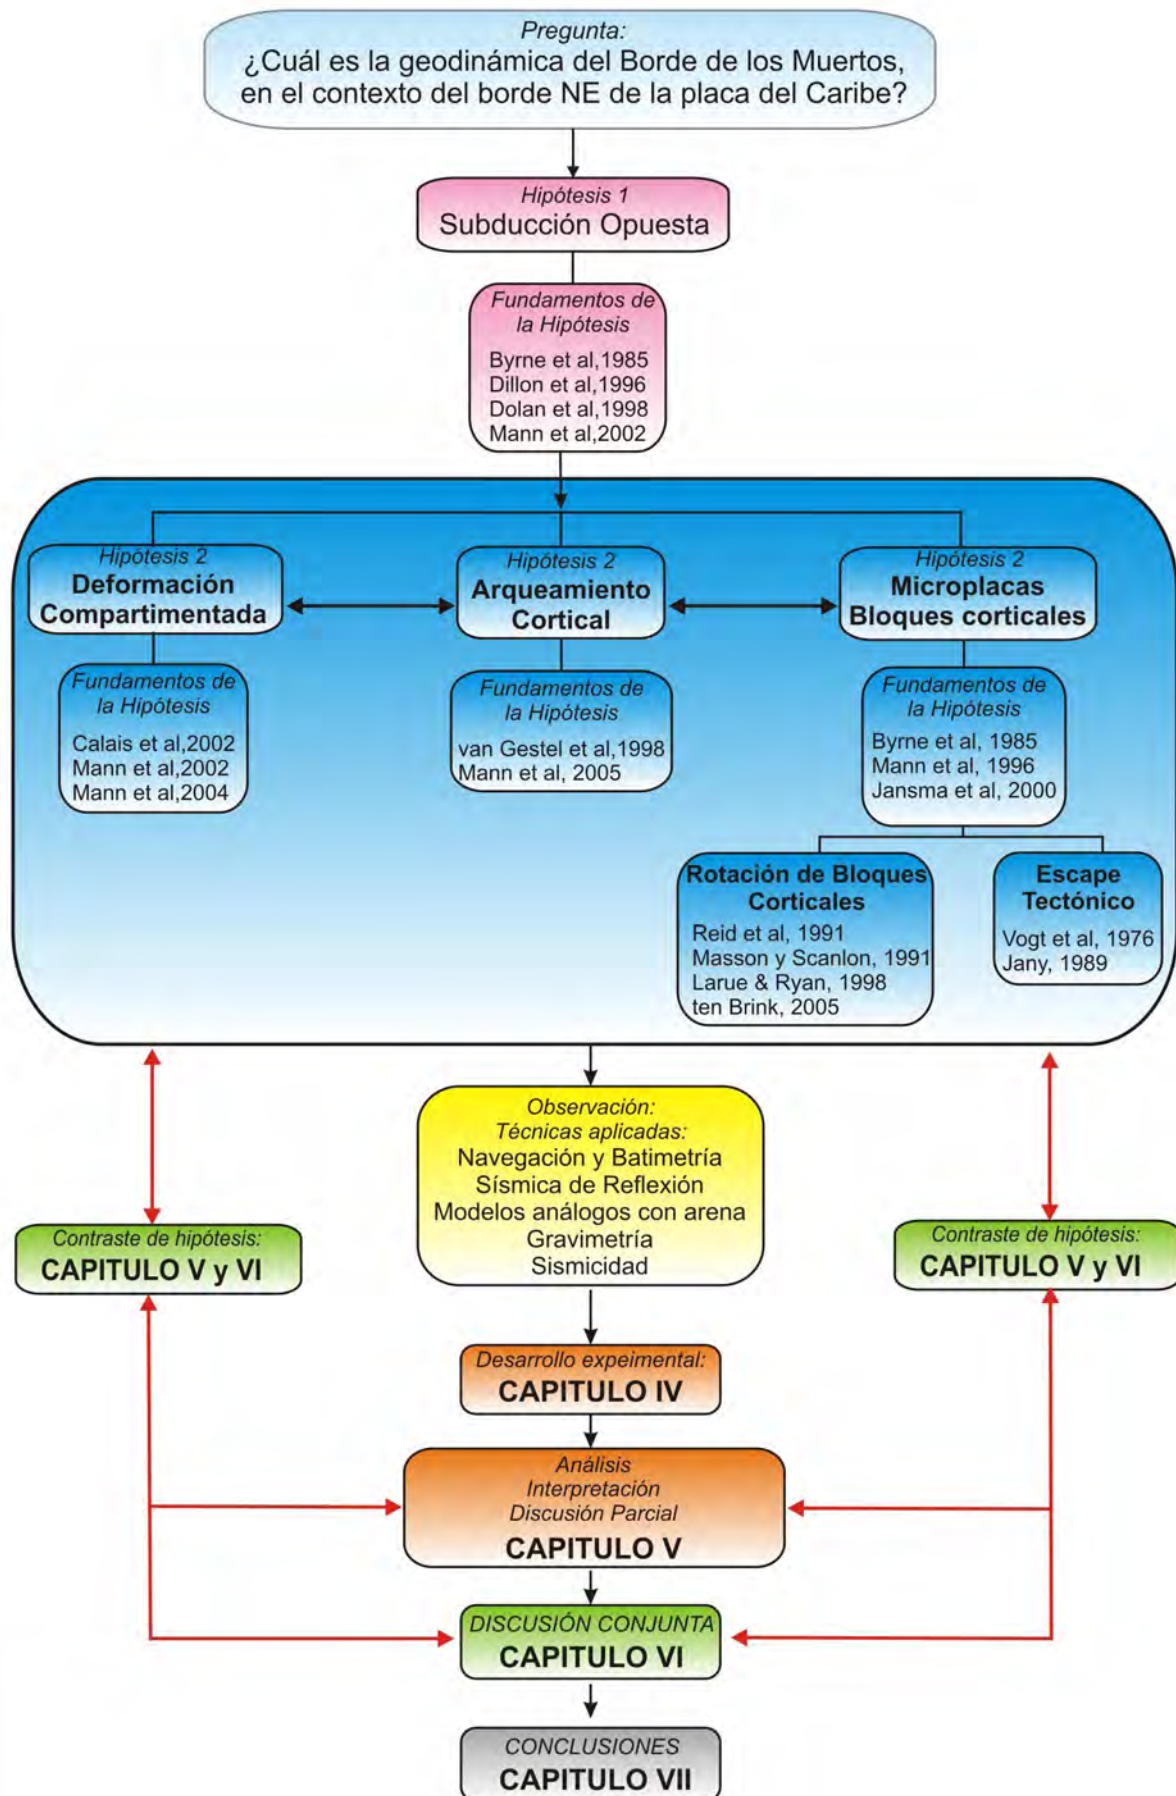 Pregunta:
¿Cuál es la geodinámica del Borde de los Muertos,
en el contexto del borde NE de la placa del Caribe?
Hipótesis 1
Subducción Opuesta
Fundamentos de
la Hipótesis
Byrne et al,1985
Dillon et al,1996
Dolan et al,1998
Mann et al,2002
Hipótesis 2
Deformación
Compartimentada
Fundamentos de
la Hipótesis
Calais et al,2002
Mann et al,2002
Mann et al,2004
Hipótesis 2
Arqueamiento
Cortical
Fundamentos de
la Hipótesis
van Gestel et al,1998
Mann et al, 2005
Hipótesis 2
Microplacas
Bloques corticales
Fundamentos de
la Hipótesis
Byrne et al, 1985
Mann et al, 1996
Jansma et al, 2000
Rotación de Bloques
Corticales
Reid et al, 1991
Masson y Scanlon, 1991
Larue & Ryan, 1998
ten Brink, 2005
Escape
Tectónico
Vogt et al, 1976
Jany, 1989
Observación:
Técnicas aplicadas:
Navegación y Batimetría
Sísmica de Reflexión
Modelos análogos con arena
Gravimetría
Sismicidad
Contraste de hipótesis:
CAPITULO V y VI
Contraste de hipótesis:
CAPITULO V y VI
Desarrollo expeimental:
CAPITULO IV
Análisis
Interpretación
Discusión Parcial
CAPITULO V
DISCUSIÓN CONJUNTA
CAPITULO VI
CONCLUSIONES
CAPITULO VII